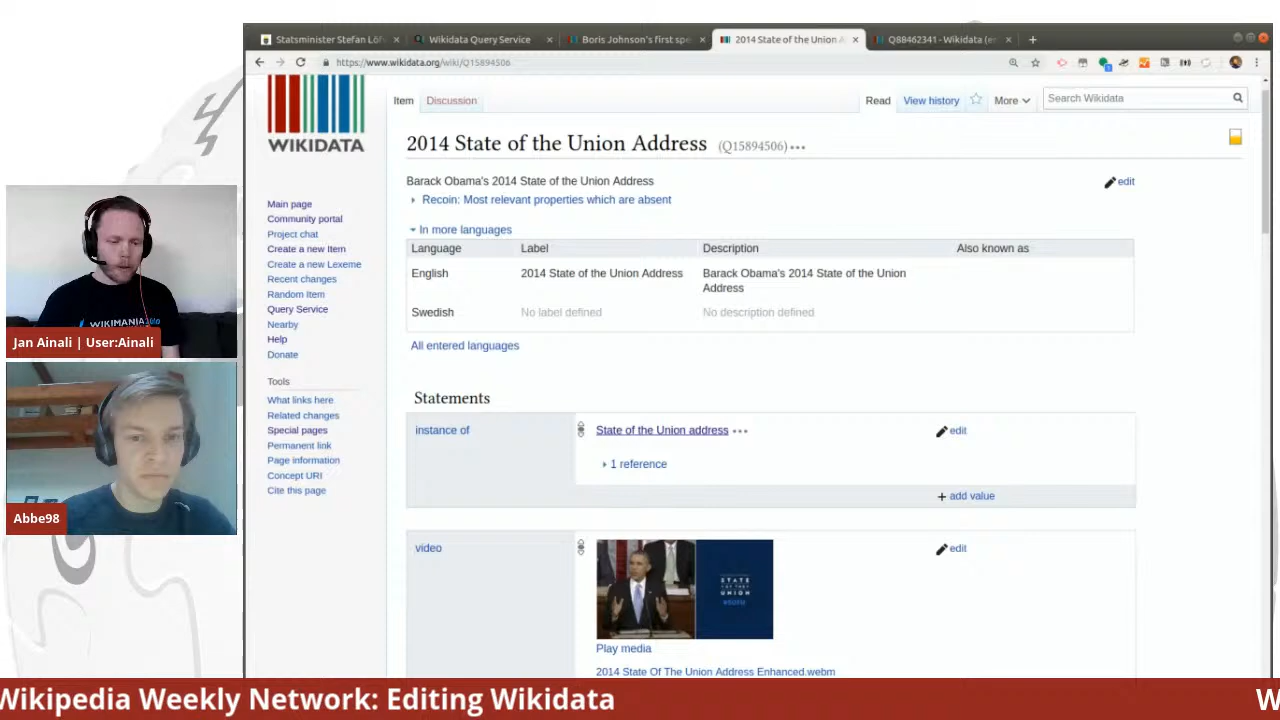 Statsminister Stefan Löf
Wikidata Query Service
Boris Johnson's first spe
2014 State of the Union A
Q88462341 - Wikidata (e
https://www.wikidata.org/wiki/Q15894506
WIKIDATA
Item
Discussion
Read
View history
More
Search Wikidata
2014 State of the Union Address (Q15894506)
Barack Obama's 2014 State of the Union Address
edit
Recoin: Most relevant properties which are absent
In more languages
Language Label Description Also known as
English 2014 State of the Union Address Barack Obama's 2014 State of the Union
Address
Swedish No label defined No description defined
All entered languages
Main page
Community portal
Project chat
Create a new Item
Create a new Lexeme
Recent changes
Random Item
Query Service
Nearby
Help
Donate
Tools
What links here
Related changes
Special pages
Permanent link
Page information
Concept URI
Cite this page
Statements
instance of
State of the Union address
edit
1 reference
+ add value
video
edit
STATE
OF THE
UNION
Play media
2014 State Of The Union Address Enhanced.webm
WIKIMANIA
Jan Ainali | User:Ainali
Abbe98
Wikipedia Weekly Network: Editing Wikidata
W